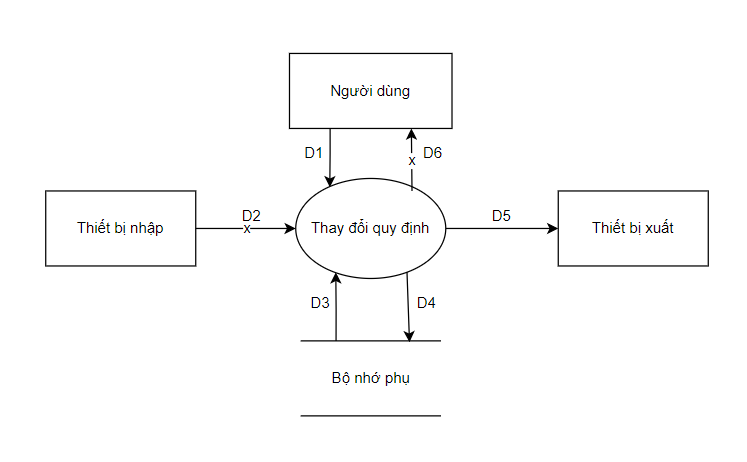 Người dùng
D1
D6
x
D2
x
Thiết bị nhập
Thay đổi quy định
D5
Thiết bị xuất
D3
D4
Bộ nhớ phụ